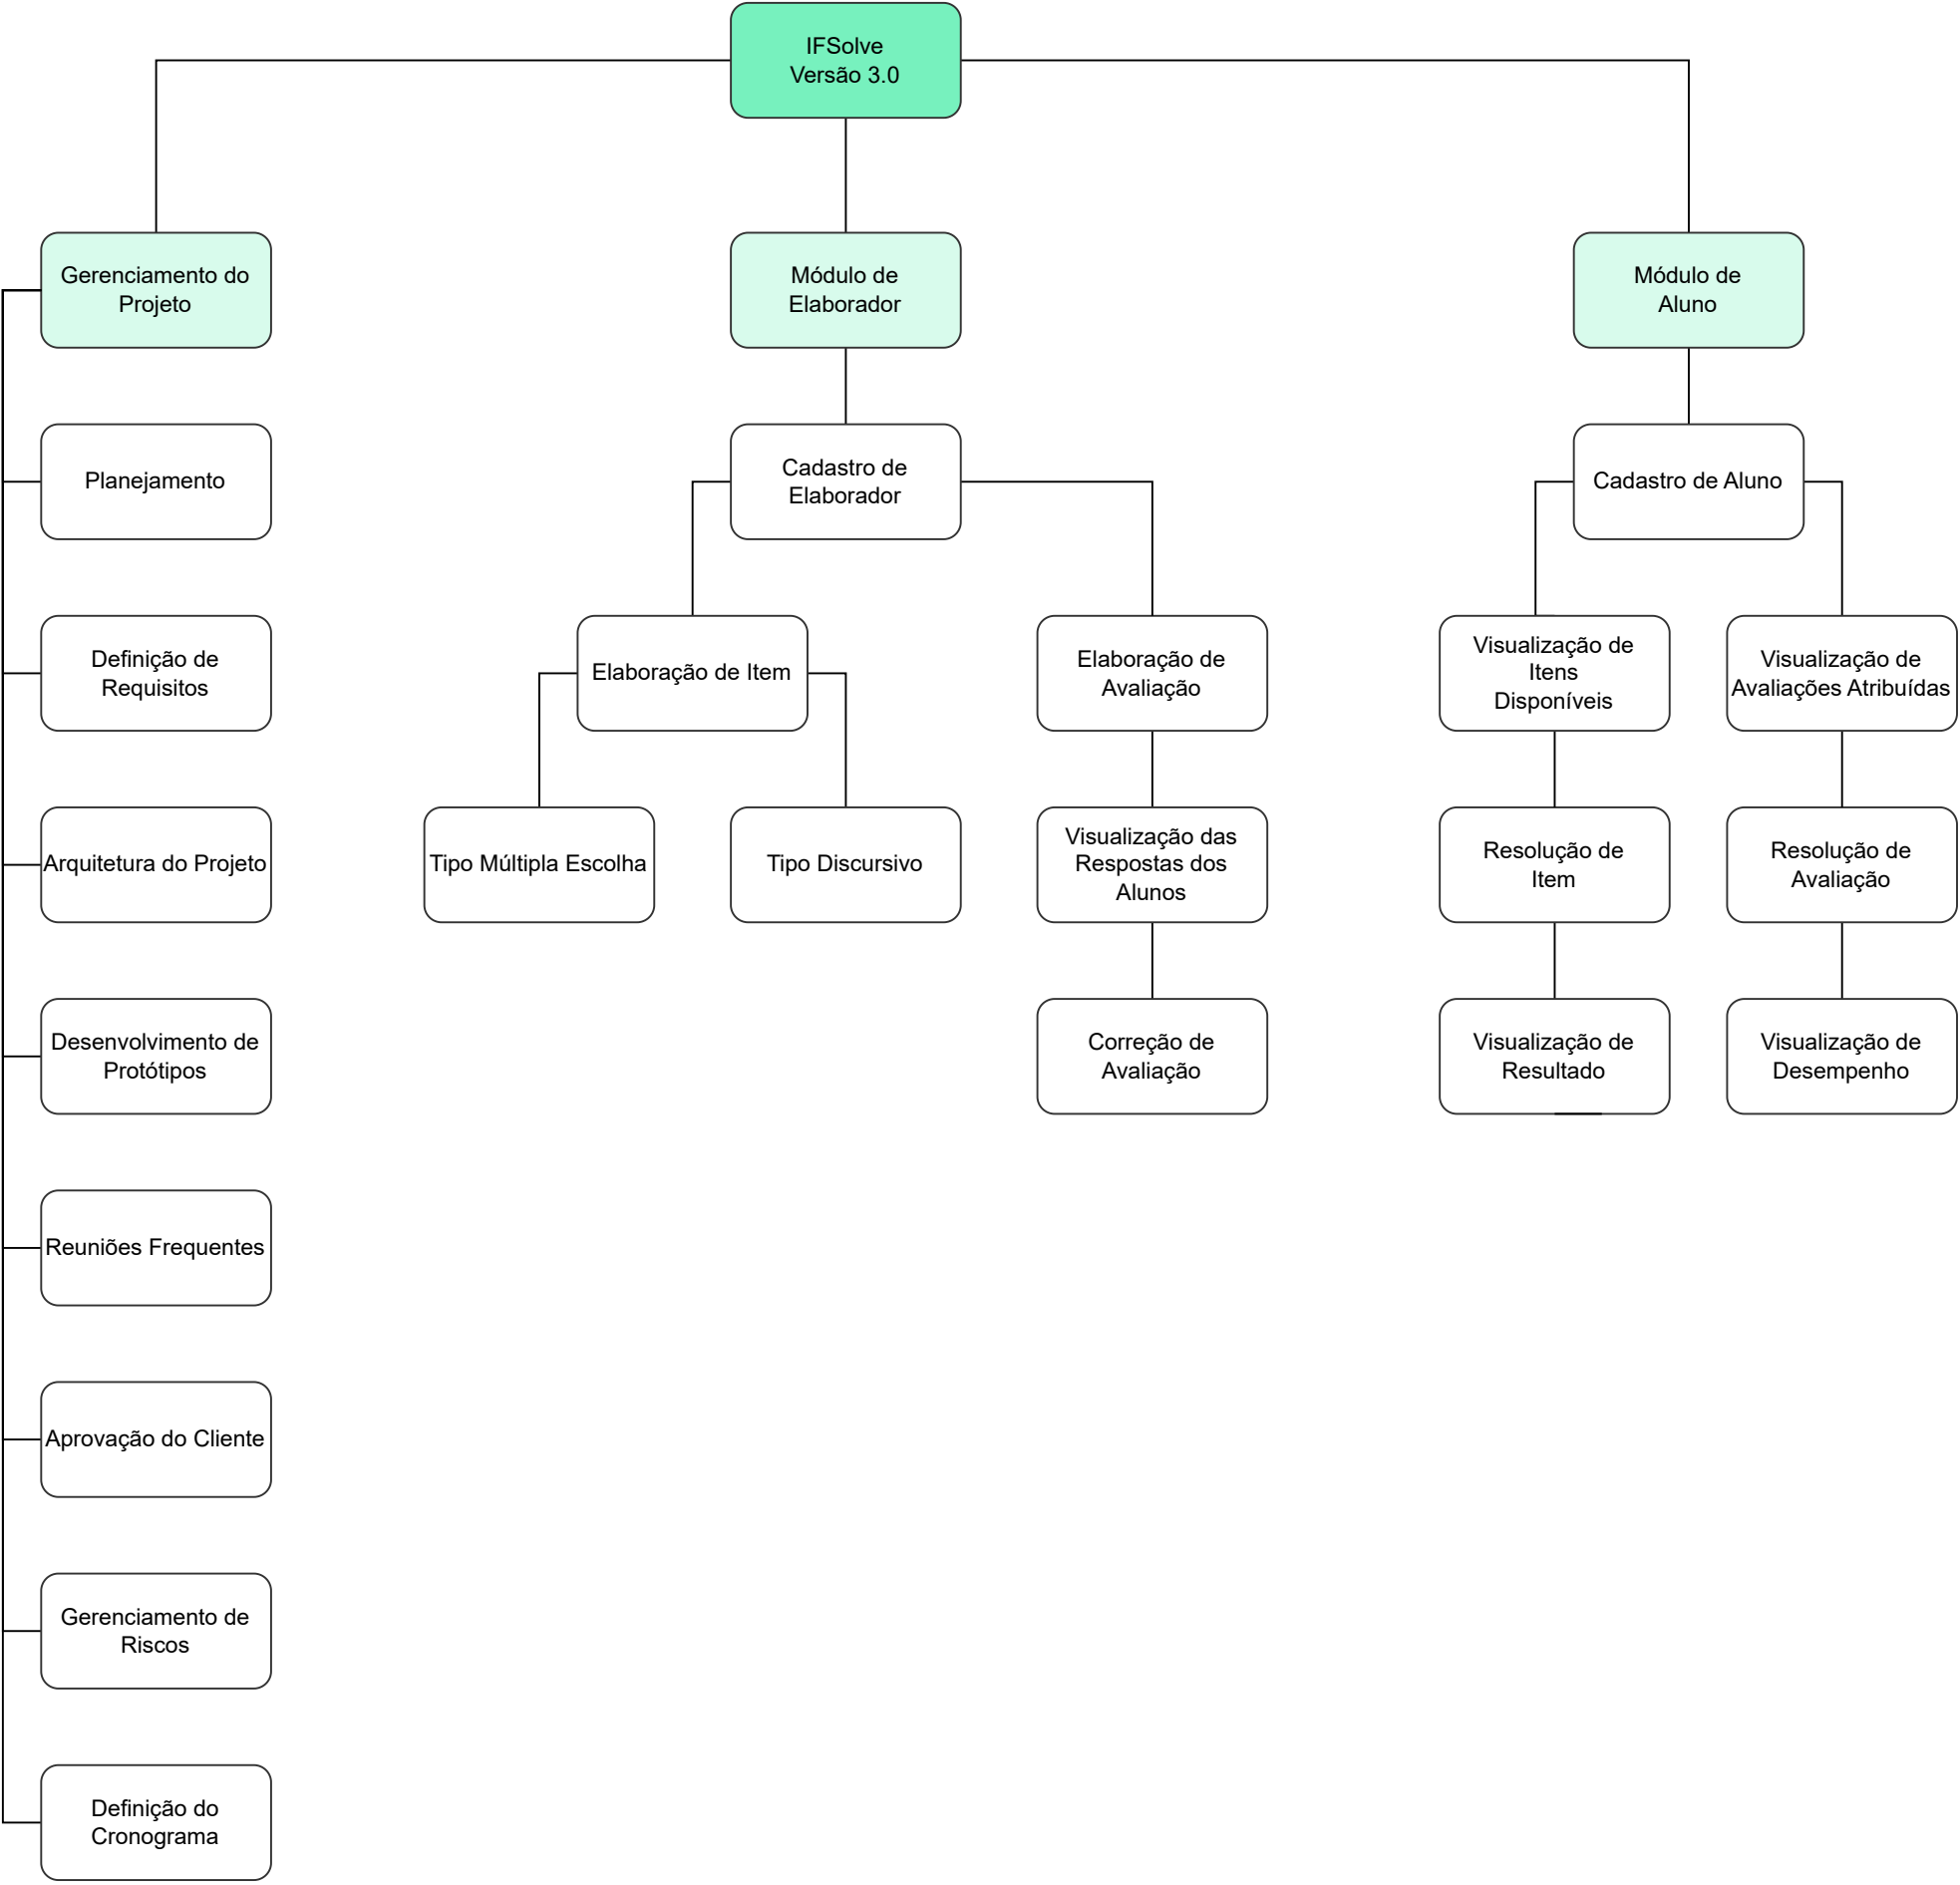 IFSolve
Versão 3.0
Gerenciamento do
Projeto
Módulo de
Elaborador
Módulo de
Aluno
Planejamento
Cadastro de
Elaborador
Cadastro de Aluno
Definição de
Requisitos
Elaboração de Item
Elaboração de
Avaliação
Visualização de
Itens
Disponíveis
Visualização de
Avaliações Atribuídas
Arquitetura do Projeto
Tipo Múltipla Escolha
Tipo Discursivo
Visualização das
Respostas dos
Alunos
Resolução de
Item
Resolução de
Avaliação
Desenvolvimento de
Protótipos
Correção de
Avaliação
Visualização de
Resultado
Visualização de
Desempenho
Reuniões Frequentes
Aprovação do Cliente
Gerenciamento de
Riscos
Definição do
Cronograma